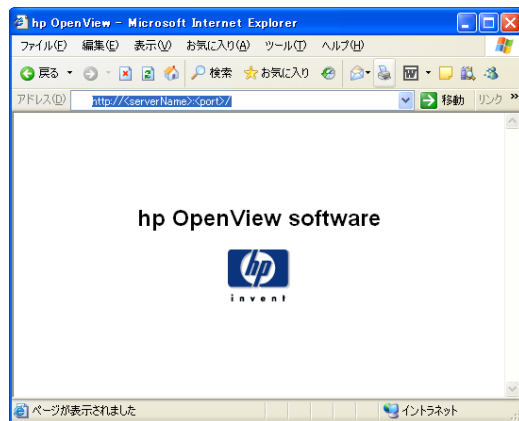 hp OpenView - Microsoft Internet Explorer
ファイル(F) 編集(E) 表示(V) お気に入り(A) ツール(T) ヘルプ(H)
戻る 検索 お気に入り
アドレス(D) http://<serverName>:<port>/ 移動 リンク »
hp OpenView software
hp
invent
ページが表示されました イントラネット